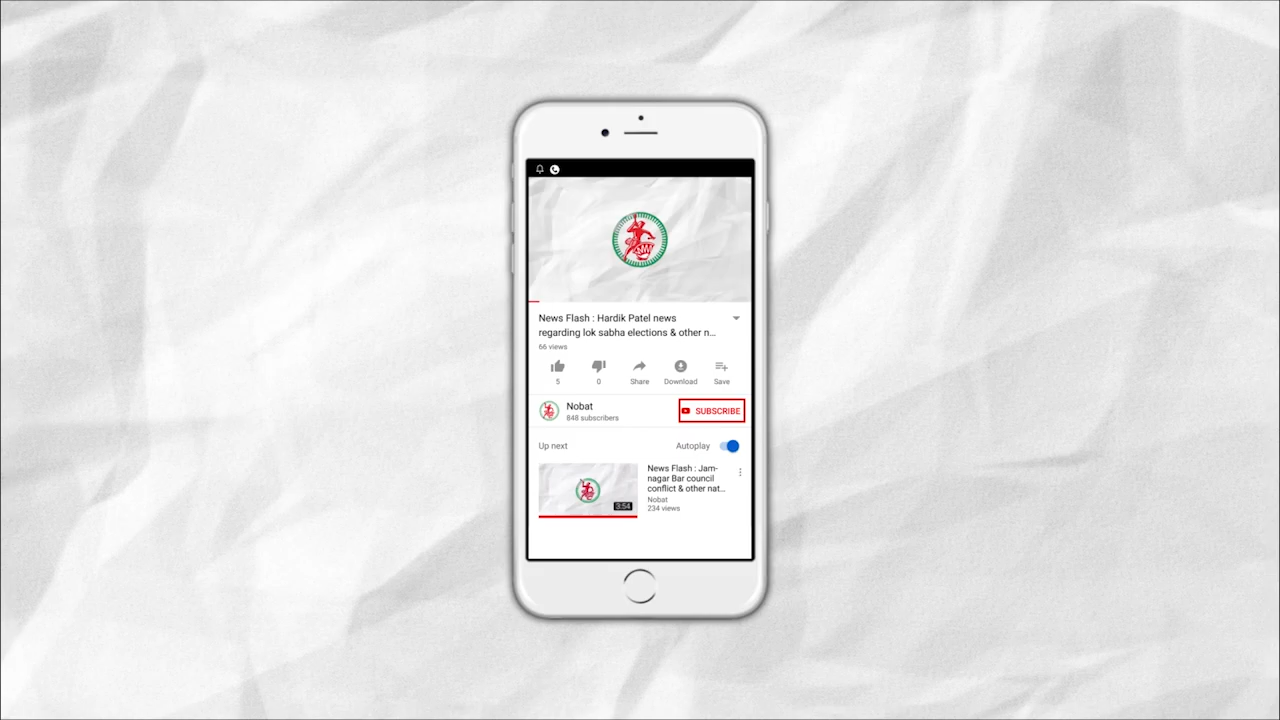 News Flash : Hardik Patel news
regarding lok sabha elections & other n...
66 views
5
0
Share
Download
Save
Nobat
848 subscribers
SUBSCRIBE
Up next
Autoplay
News Flash : Jam-
nagar Bar council
conflict & other nat...
Nobat
234 views
3:54